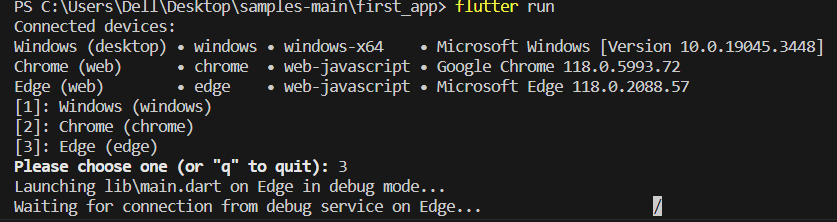 PS C:\Users\Dell\Desktop\samples-main\first_app> flutter run
Connected devices:
Windows (desktop) • windows • windows-x64    • Microsoft Windows [Version 10.0.19045.3448]
Chrome (web)      • chrome  • web-javascript • Google Chrome 118.0.5993.72
Edge (web)        • edge    • web-javascript • Microsoft Edge 118.0.2088.57
[1]: Windows (windows)
[2]: Chrome (chrome)
[3]: Edge (edge)
Please choose one (or "q" to quit): 3
Launching lib\main.dart on Edge in debug mode...
Waiting for connection from debug service on Edge...                    /